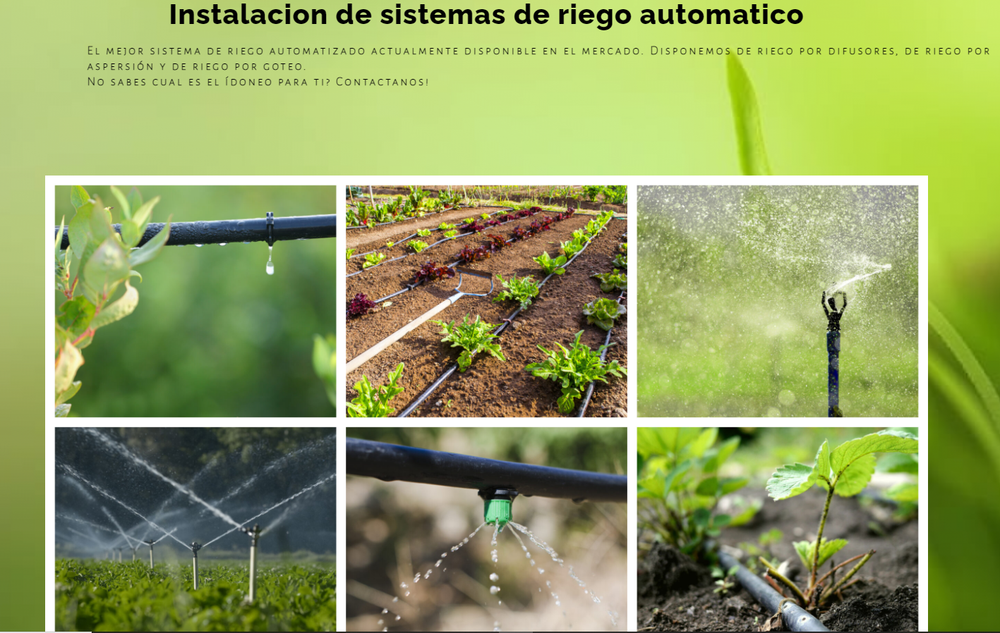 Instalacion de sistemas de riego automatico
El mejor sistema de riego automatizado actualmente disponible en el mercado. Disponemos de riego por difusores, de riego por
aspersión y de riego por goteo.
No sabes cual es el ídoneo para ti? Contactanos!